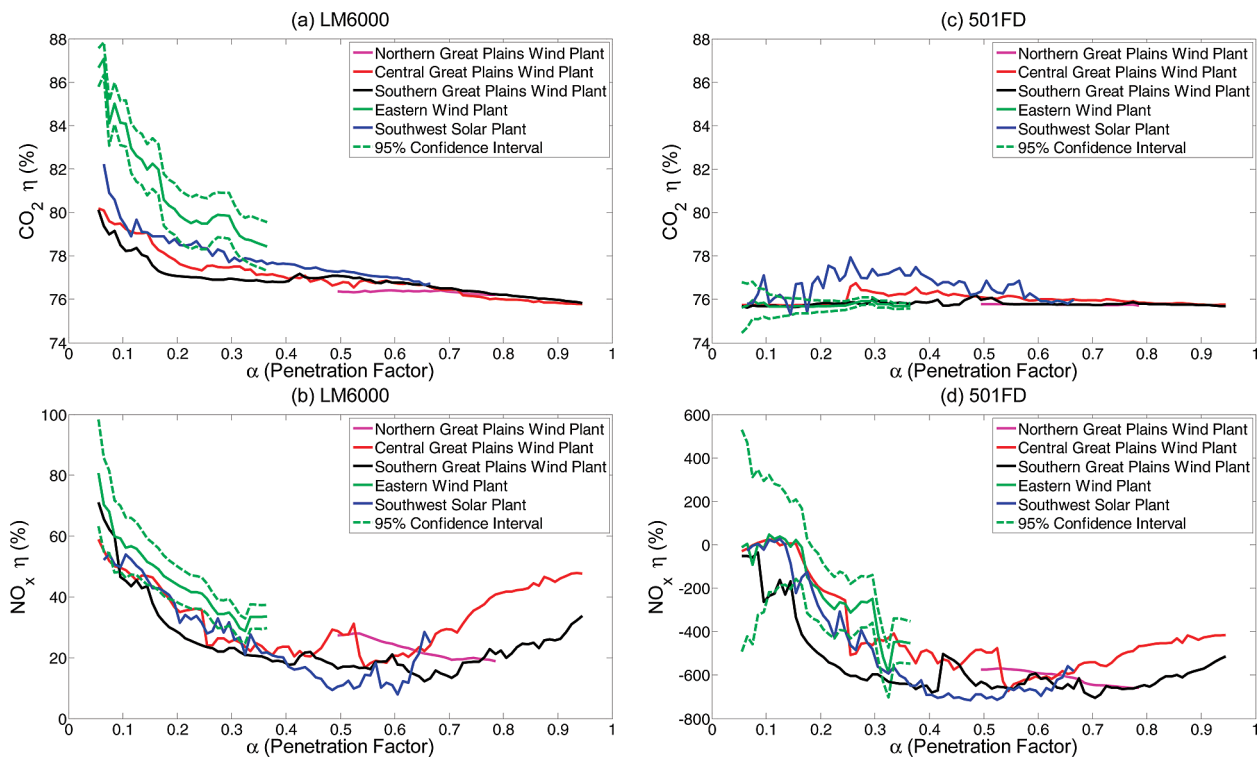 (a) LM6000
88
86
84
82
80
78
76
74
CO2 η (%)
Northern Great Plains Wind Plant
Central Great Plains Wind Plant
Southern Great Plains Wind Plant
Eastern Wind Plant
Southwest Solar Plant
95% Confidence Interval
0 0.1 0.2 0.3 0.4 0.5 0.6 0.7 0.8 0.9 1
α (Penetration Factor)
(c) 501FD
88
86
84
82
80
78
76
74
CO2 η (%)
Northern Great Plains Wind Plant
Central Great Plains Wind Plant
Southern Great Plains Wind Plant
Eastern Wind Plant
Southwest Solar Plant
95% Confidence Interval
0 0.1 0.2 0.3 0.4 0.5 0.6 0.7 0.8 0.9 1
α (Penetration Factor)
(b) LM6000
100
80
60
40
20
0
NOx η (%)
Northern Great Plains Wind Plant
Central Great Plains Wind Plant
Southern Great Plains Wind Plant
Eastern Wind Plant
Southwest Solar Plant
95% Confidence Interval
0 0.1 0.2 0.3 0.4 0.5 0.6 0.7 0.8 0.9 1
α (Penetration Factor)
(d) 501FD
600
400
200
0
-200
-400
-600
-800
NOx η (%)
Northern Great Plains Wind Plant
Central Great Plains Wind Plant
Southern Great Plains Wind Plant
Eastern Wind Plant
Southwest Solar Plant
95% Confidence Interval
0 0.1 0.2 0.3 0.4 0.5 0.6 0.7 0.8 0.9 1
α (Penetration Factor)